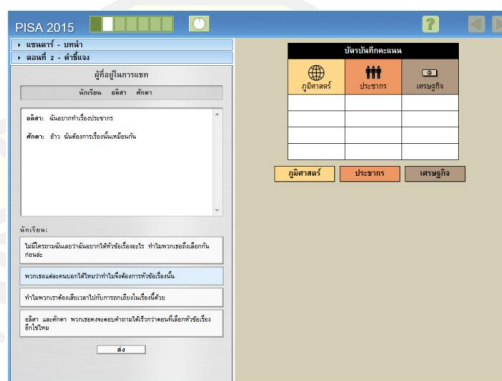 PISA 2015
?
แซนดาร์ - บทนำ
ตอนที่ 2 - คำชี้แจง
ผู้ที่อยู่ในการแชท
นักเรียน อลิสา ศักดา
อลิสา: ฉันอยากทำเรื่องประชากร
ศักดา: อ้าว ฉันต้องการเรื่องนั้นเหมือนกัน
นักเรียน:
ไม่มีใครถามฉันเลยว่าฉันอยากได้หัวข้อเรื่องอะไร ทำไมพวกเธอถึงเลือกกัน
ก่อนล่ะ
พวกเธอแต่ละคนบอกได้ไหมว่าทำไมจึงต้องการหัวข้อเรื่องนั้น
ทำไมพวกเราต้องเสียเวลาไปกับการถกเถียงในเรื่องนี้ด้วย
อลิสา และศักดา พวกเธอคงจะตอบคำถามได้เร็วกว่าตอนที่เลือกหัวข้อเรื่อง
อีกใช่ไหม
ส่ง
บัตรบันทึกคะแนน
ภูมิศาสตร์ ประชากร เศรษฐกิจ
ภูมิศาสตร์ ประชากร เศรษฐกิจ